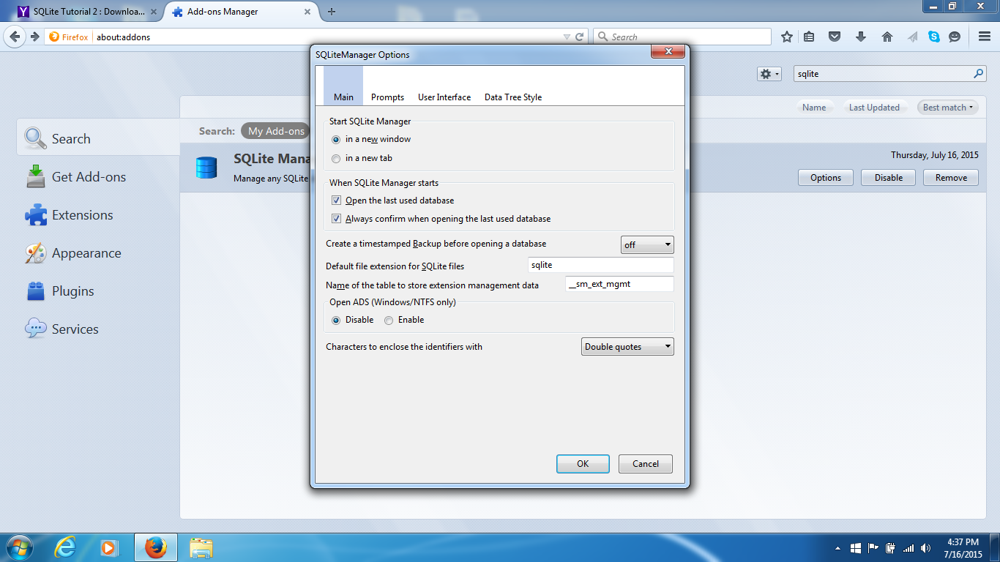 SQLite Tutorial 2 : Downloa...
Add-ons Manager
Firefox
about:addons
Search
SQLiteManager Options
Main
Prompts
User Interface
Data Tree Style
sqlite
Name
Last Updated
Best match
Search
Get Add-ons
Extensions
Appearance
Plugins
Services
Search:
My Add-ons
SQLite Mana
Manage any SQLite
Thursday, July 16, 2015
Options
Disable
Remove
Start SQLite Manager
in a new window
in a new tab
When SQLite Manager starts
Open the last used database
Always confirm when opening the last used database
Create a timestamped Backup before opening a database
off
Default file extension for SQLite files
sqlite
Name of the table to store extension management data
__sm_ext_mgmt
Open ADS (Windows/NTFS only)
Disable
Enable
Characters to enclose the identifiers with
Double quotes
OK
Cancel
4:37 PM
7/16/2015